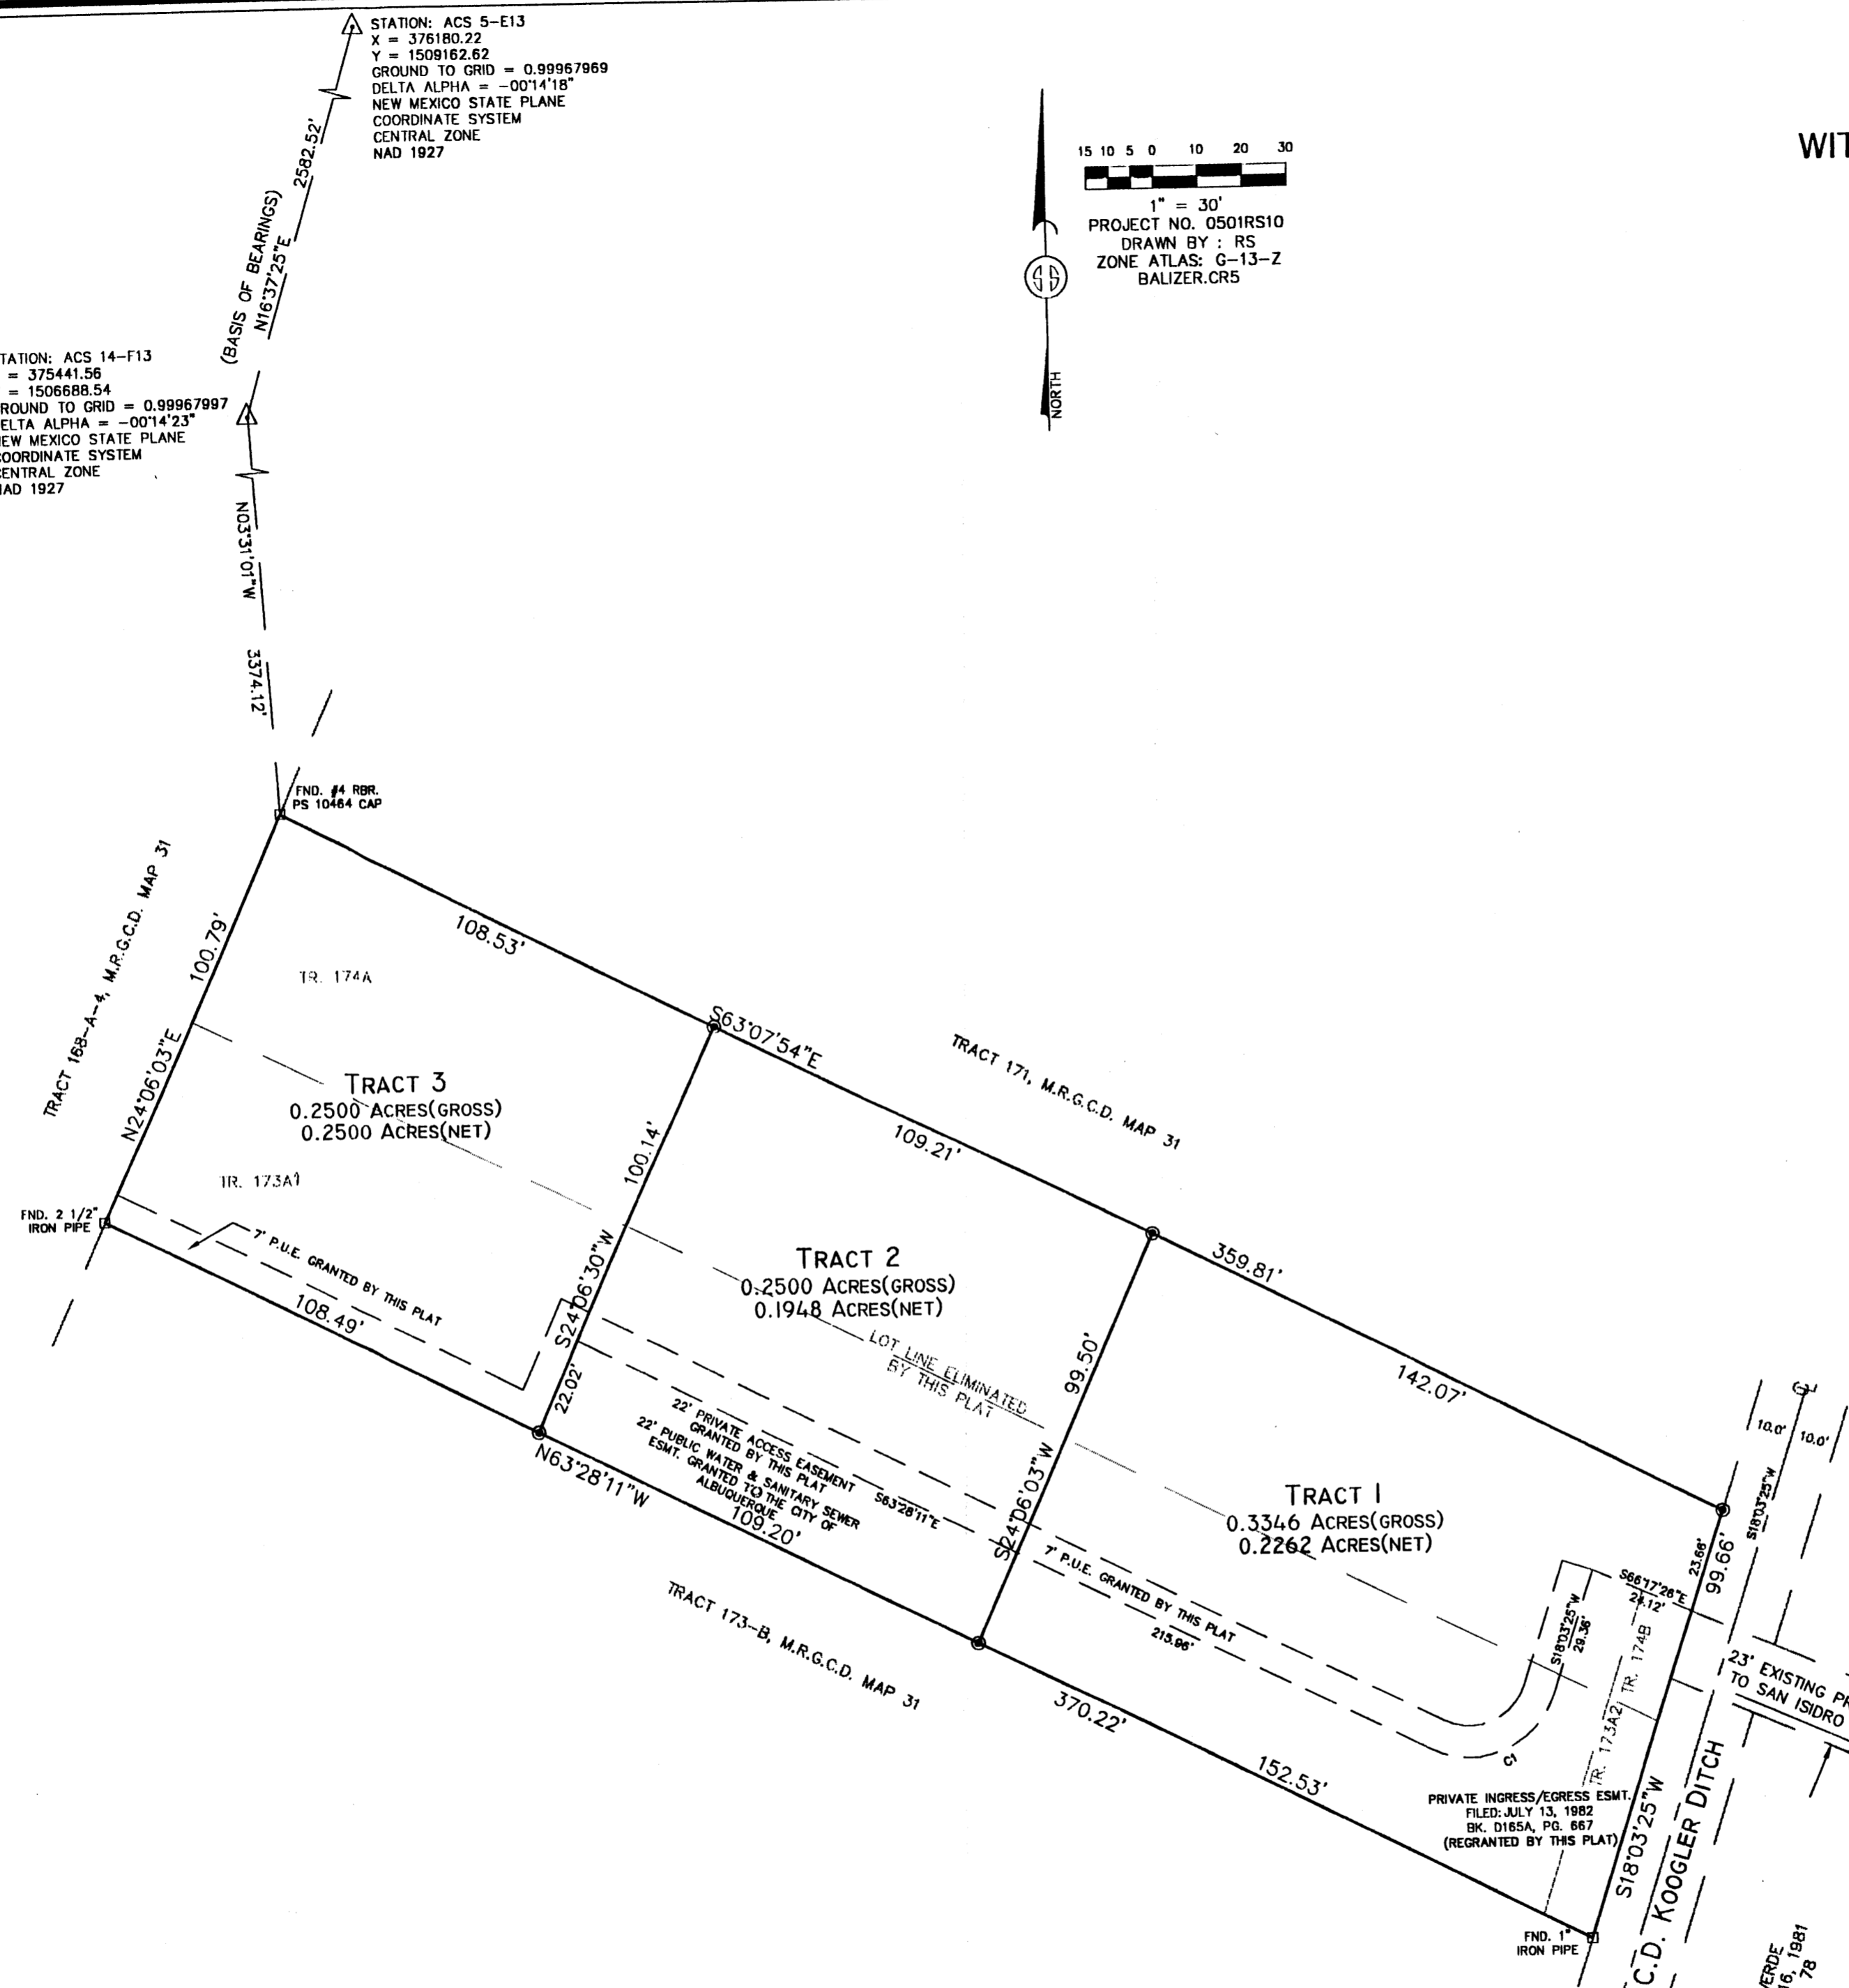 STATION: ACS 5-E13
X = 376180.22
Y = 1509162.62
GROUND TO GRID = 0.99967969
DELTA ALPHA = -00°14'18"
NEW MEXICO STATE PLANE
COORDINATE SYSTEM
CENTRAL ZONE
NAD 1927
2582.52'
(BASIS OF BEARINGS)
N16°37'25"E
15 10 5 0 10 20 30
1" = 30'
PROJECT NO. 0501RS10
DRAWN BY : RS
ZONE ATLAS: G-13-Z
BALIZER.CR5
SS
NORTH
WIT
TATION: ACS 14-F13
= 375441.56
= 1506688.54
ROUND TO GRID = 0.99967997
ELTA ALPHA = -00°14'23"
EW MEXICO STATE PLANE
OORDINATE SYSTEM
ENTRAL ZONE
AD 1927
N03°31'01"W
3374.12'
FND. #4 RBR.
PS 10464 CAP
TRACT 168-A-4, M.R.G.C.D. MAP 31
100.79'
N24°06'03"E
108.53'
TR. 174A
TRACT 3
0.2500 ACRES(GROSS)
0.2500 ACRES(NET)
TR. 173A1
FND. 2 1/2"
IRON PIPE
7' P.U.E. GRANTED BY THIS PLAT
108.49'
S63°07'54"E
100.14'
S24°06'30"W
22.02'
TRACT 171, M.R.G.C.D. MAP 31
109.21'
TRACT 2
0.2500 ACRES(GROSS)
0.1948 ACRES(NET)
LOT LINE ELIMINATED
BY THIS PLAT
22' PRIVATE ACCESS EASEMENT
GRANTED BY THIS PLAT
22' PUBLIC WATER & SANITARY SEWER
ESMT. GRANTED TO THE CITY OF
ALBUQUERQUE
S63°28'11"E
N63°28'11"W
109.20'
TRACT 173-B, M.R.G.C.D. MAP 31
99.50'
S24°06'03"W
359.81'
142.07'
TRACT 1
0.3346 ACRES(GROSS)
0.2262 ACRES(NET)
7' P.U.E. GRANTED BY THIS PLAT
215.96'
370.22'
152.53'
C1
S18°03'25"W
29.36'
S66°17'26"E
24.12'
23.66'
99.66'
10.0'
10.0'
S18°03'25"W
TR. 174B
TR. 173A2
23' EXISTING PR
TO SAN ISIDRO
PRIVATE INGRESS/EGRESS ESMT.
FILED: JULY 13, 1982
BK. D165A, PG. 667
(REGRANTED BY THIS PLAT)
S18°03'25"W
C.D. KOOGLER DITCH
FND. 1"
IRON PIPE
VERDE
16, 1981
78